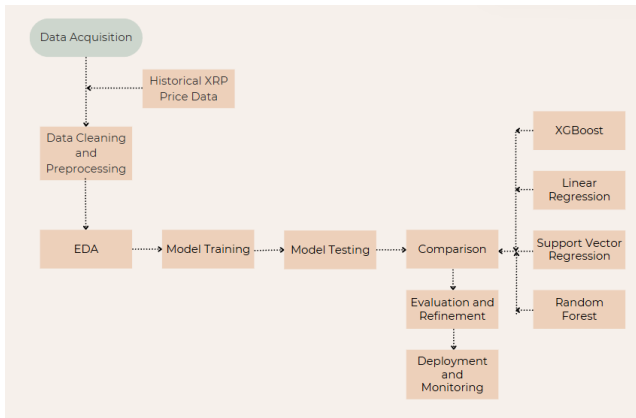 Data Acquisition
Historical XRP
Price Data
Data Cleaning
and
Preprocessing
EDA
Model Training
Model Testing
Comparison
XGBoost
Linear
Regression
Support Vector
Regression
Random
Forest
Evaluation and
Refinement
Deployment
and
Monitoring